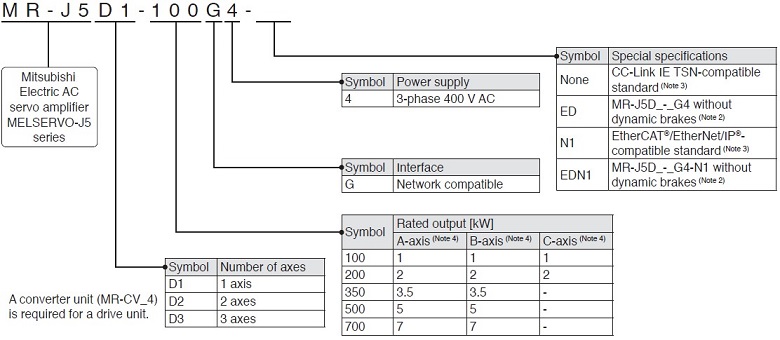 MR-J5D1-100G4-_
Mitsubishi
Electric AC
servo amplifier
MELSERVO-J5
series
Symbol Special specifications
None CC-Link IE TSN-compatible
standard (Note 3)
ED MR-J5D_-_G4 without
dynamic brakes (Note 2)
N1 EtherCAT®/EtherNet/IP®-
compatible standard (Note 3)
EDN1 MR-J5D_-_G4-N1 without
dynamic brakes (Note 2)
Symbol Power supply
4 3-phase 400 V AC
Symbol Interface
G Network compatible
Symbol Rated output [kW]
A-axis (Note 4) B-axis (Note 4) C-axis (Note 4)
100 1 1 1
200 2 2 2
350 3.5 3.5 -
500 5 5 -
700 7 7 -
Symbol Number of axes
D1 1 axis
D2 2 axes
D3 3 axes
A converter unit (MR-CV_4)
is required for a drive unit.